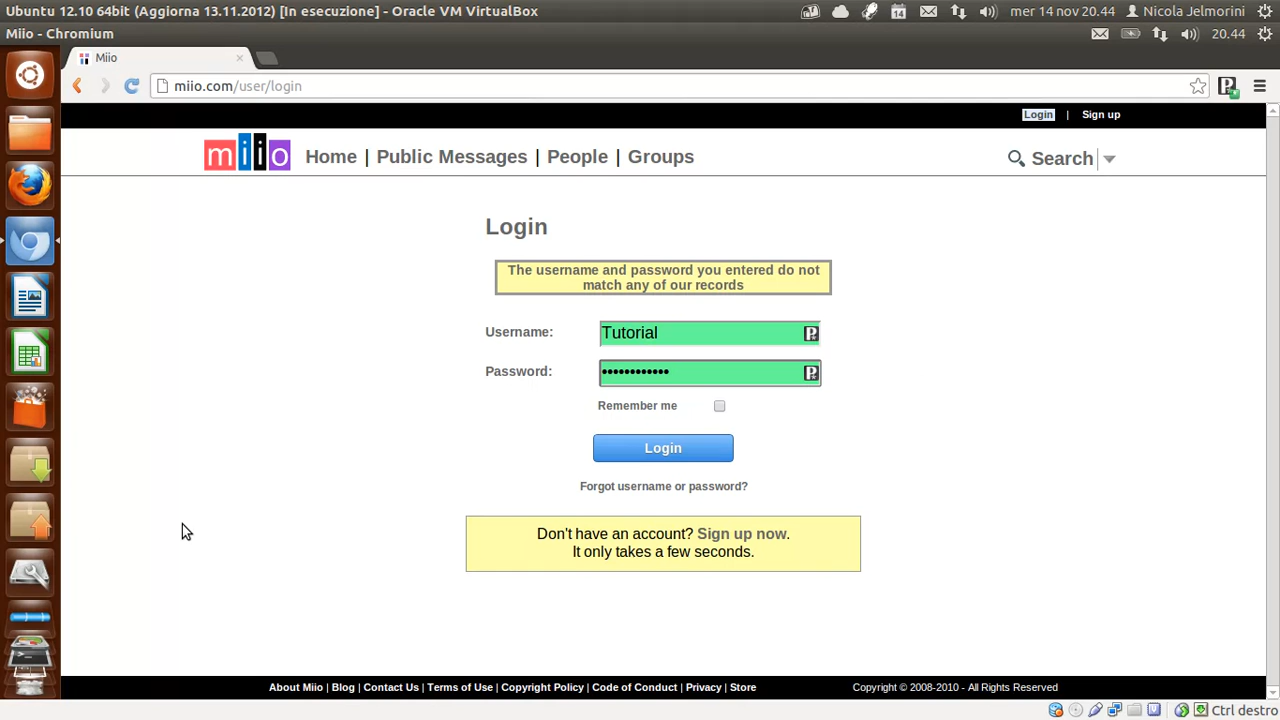 Ubuntu 12.10 64bit (Aggiorna 13.11.2012) [In esecuzione] - Oracle VM VirtualBox
14
mer 14 nov 20.44
Nicola Jelmorini
Miio - Chromium
20.44
Miio
miio.com/user/login
Login | Sign up
miio
Home | Public Messages | People | Groups
Search
Login
The username and password you entered do not
match any of our records
Username:
Tutorial
Password:
••••••••••••
Remember me
Login
Forgot username or password?
Don't have an account? Sign up now.
It only takes a few seconds.
About Miio | Blog | Contact Us | Terms of Use | Copyright Policy | Code of Conduct | Privacy | Store
Copyright © 2008-2010 - All Rights Reserved
Ctrl destro